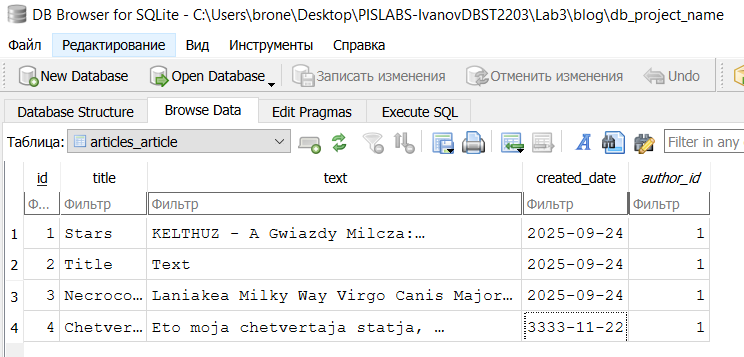 DB Browser for SQLite - C:\Users\brone\Desktop\PISLABS-IvanovDBST2203\Lab3\blog\db_project_name
Файл Редактирование Вид Инструменты Справка
New Database Open Database Записать изменения Отменить изменения Undo
Database Structure Browse Data Edit Pragmas Execute SQL
Таблица: articles_article Filter in any c
id title text created_date author_id
Ф... Фильтр Фильтр Фильтр Фильтр
1 1 Stars KELTHUZ - A Gwiazdy Milcza:… 2025-09-24 1
2 2 Title Text 2025-09-24 1
3 3 Necroco… Laniakea Milky Way Virgo Canis Major… 2025-09-24 1
4 4 Chetver… Eto moja chetvertaja statja, … 3333-11-22 1